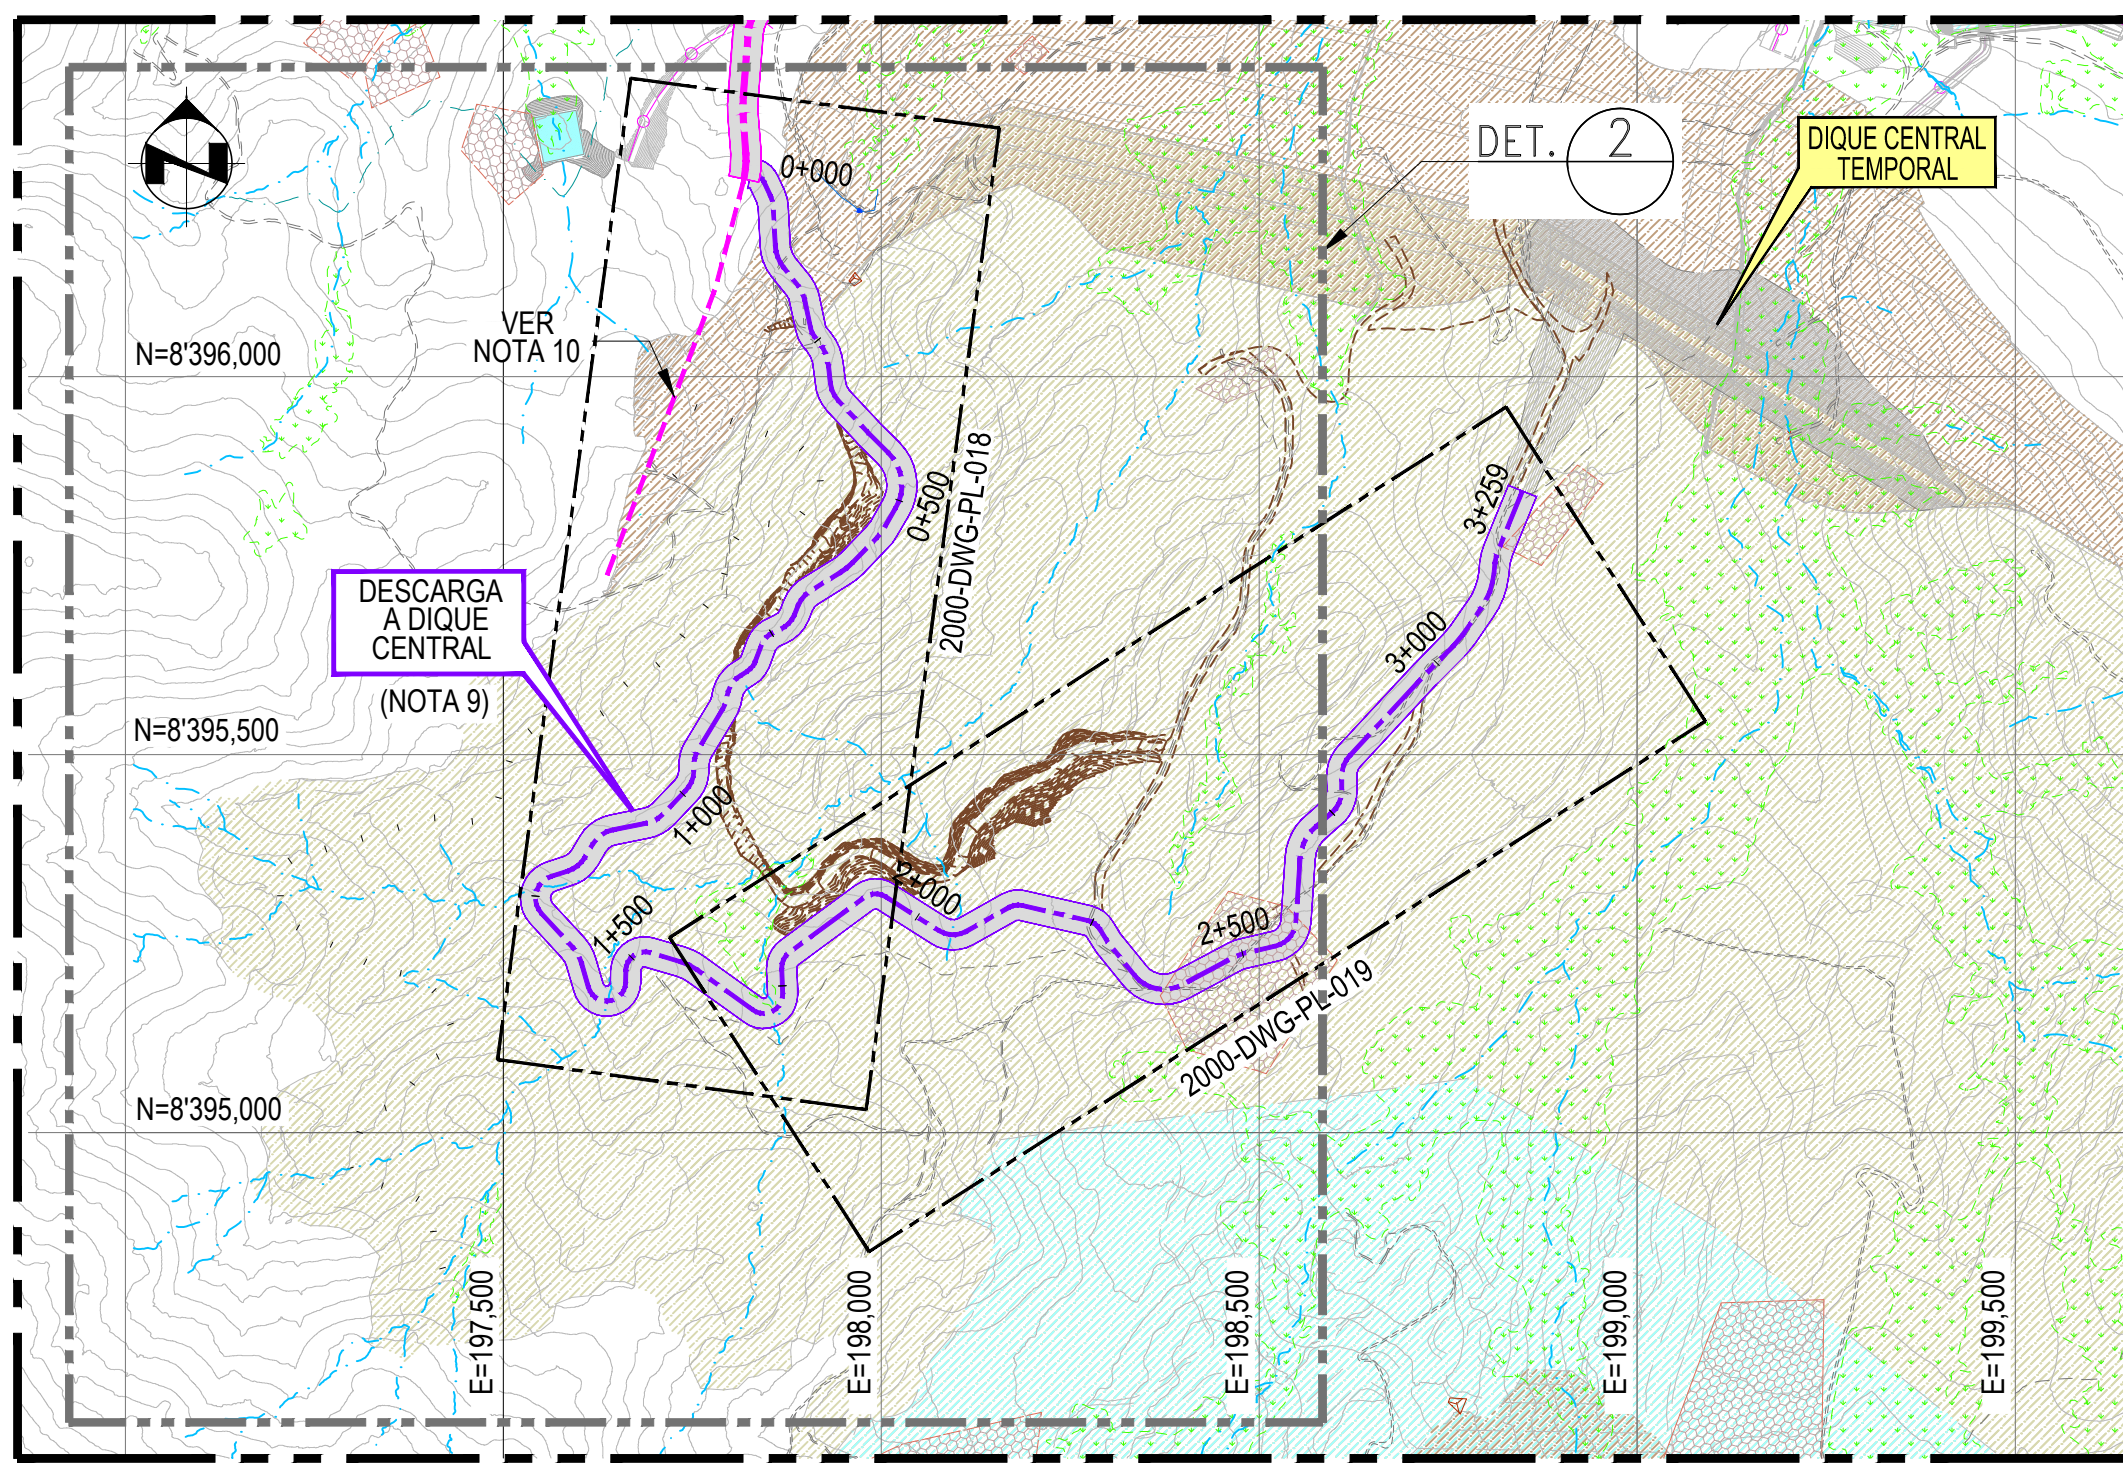 DET. 2
DIQUE CENTRAL
TEMPORAL
0+000
VER
NOTA 10
N=8'396,000
2000-DWG-PL-018
0+500
3+259
DESCARGA
A DIQUE
CENTRAL
(NOTA 9)
3+000
N=8'395,500
1+000
2+000
1+500
2+500
2000-DWG-PL-019
N=8'395,000
E=197,500
E=198,000
E=198,500
E=199,000
E=199,500
N